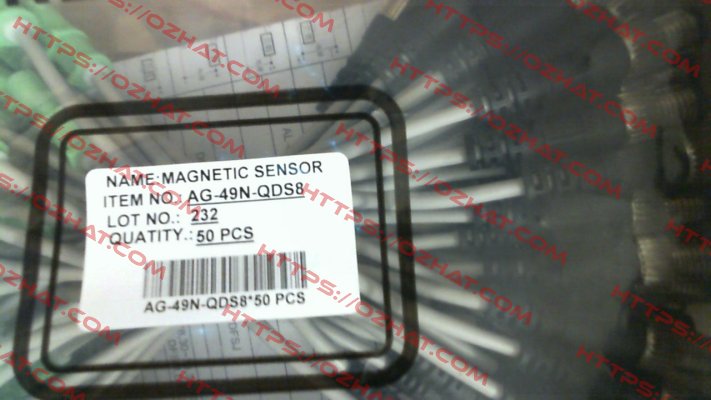 NAME:MAGNETIC SENSOR
ITEM NO. AG-49N-QDS8
LOT NO.: 232
QUATITY.: 50 PCS
AG-49N-QDS8*50 PCS
HTTPS://OZHAT.COM